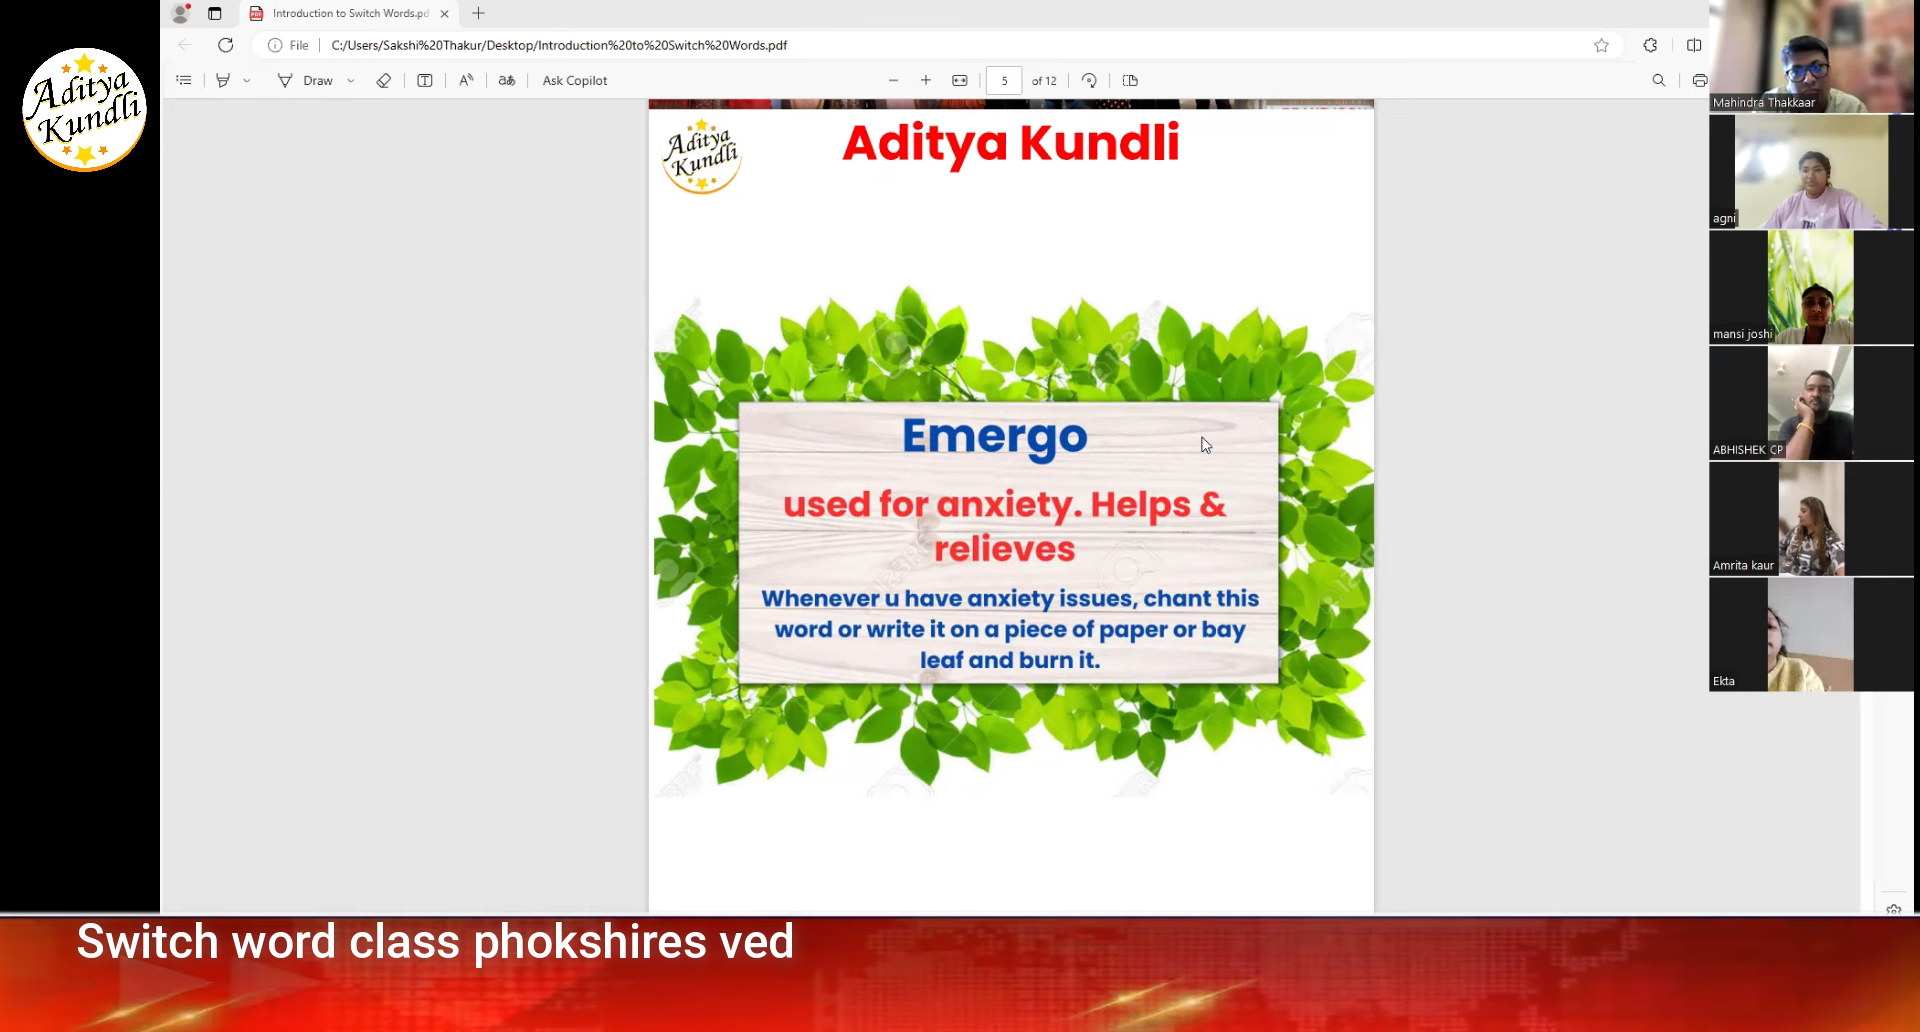 Introduction to Switch Words.pd
File
C:/Users/Sakshi%20Thakur/Desktop/Introduction%20to%20Switch%20Words.pdf
Draw
Ask Copilot
5
of 12
Aditya
Kundli
Aditya
Kundli
Aditya Kundli
Emergo
used for anxiety. Helps &
relieves
Whenever u have anxiety issues, chant this
word or write it on a piece of paper or bay
leaf and burn it.
Mahindra Thakkaar
agni
mansi joshi
ABHISHEK CP
Amrita kaur
Ekta
Switch word class phokshires ved